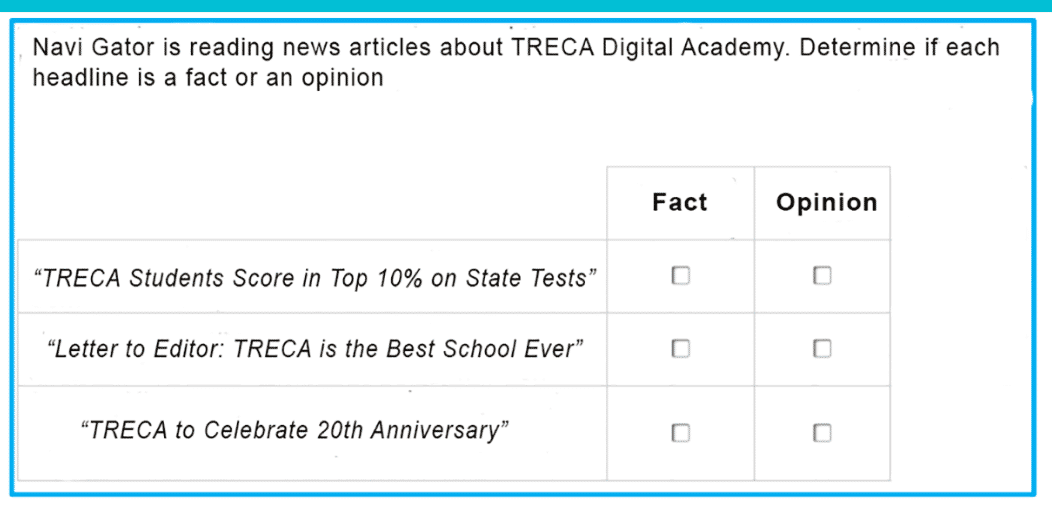 Navi Gator is reading news articles about TRECA Digital Academy. Determine if each
headline is a fact or an opinion
Fact Opinion
“TRECA Students Score in Top 10% on State Tests”
“Letter to Editor: TRECA is the Best School Ever”
“TRECA to Celebrate 20th Anniversary”